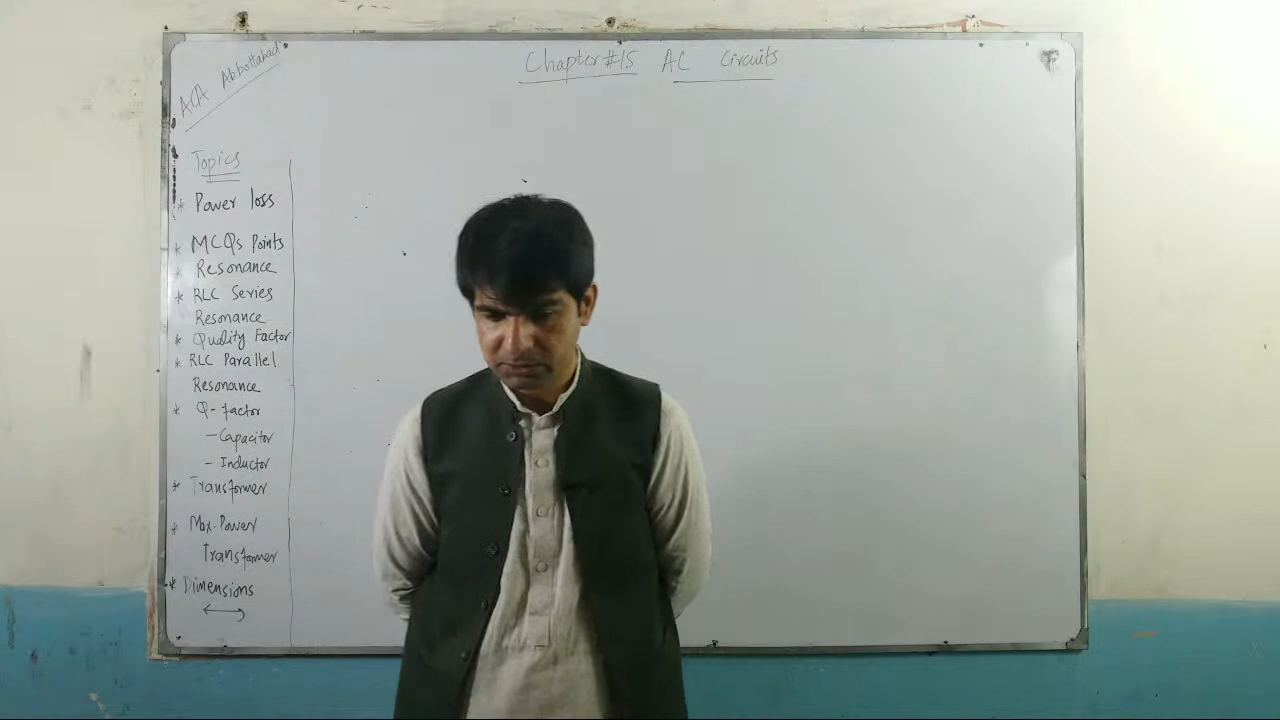 ACA Abbottabad
Chapter #15 AC Circuits
Topics
* Power loss
* MCQs Points
* Resonance
* RLC Series
Resonance
* Quality Factor
* RLC Parallel
Resonance
* Q-factor
- Capacitor
- Inductor
* Transformer
* Max. Power
Transformer
* Dimensions